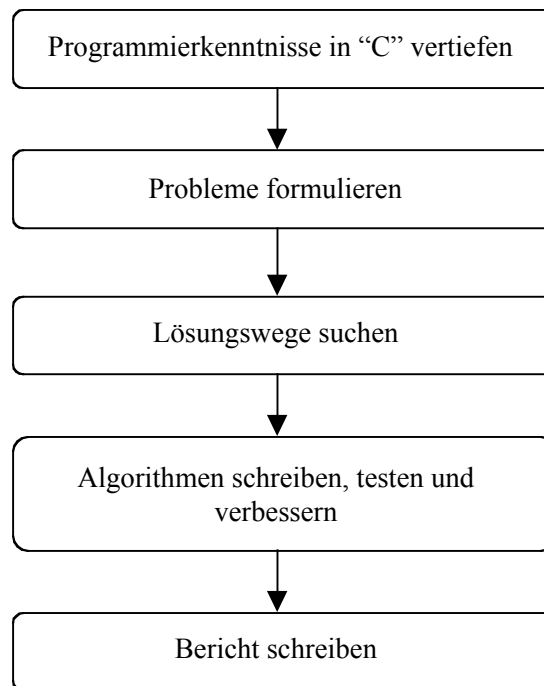 Programmierkenntnisse in “C” vertiefen
Probleme formulieren
Lösungswege suchen
Algorithmen schreiben, testen und
verbessern
Bericht schreiben